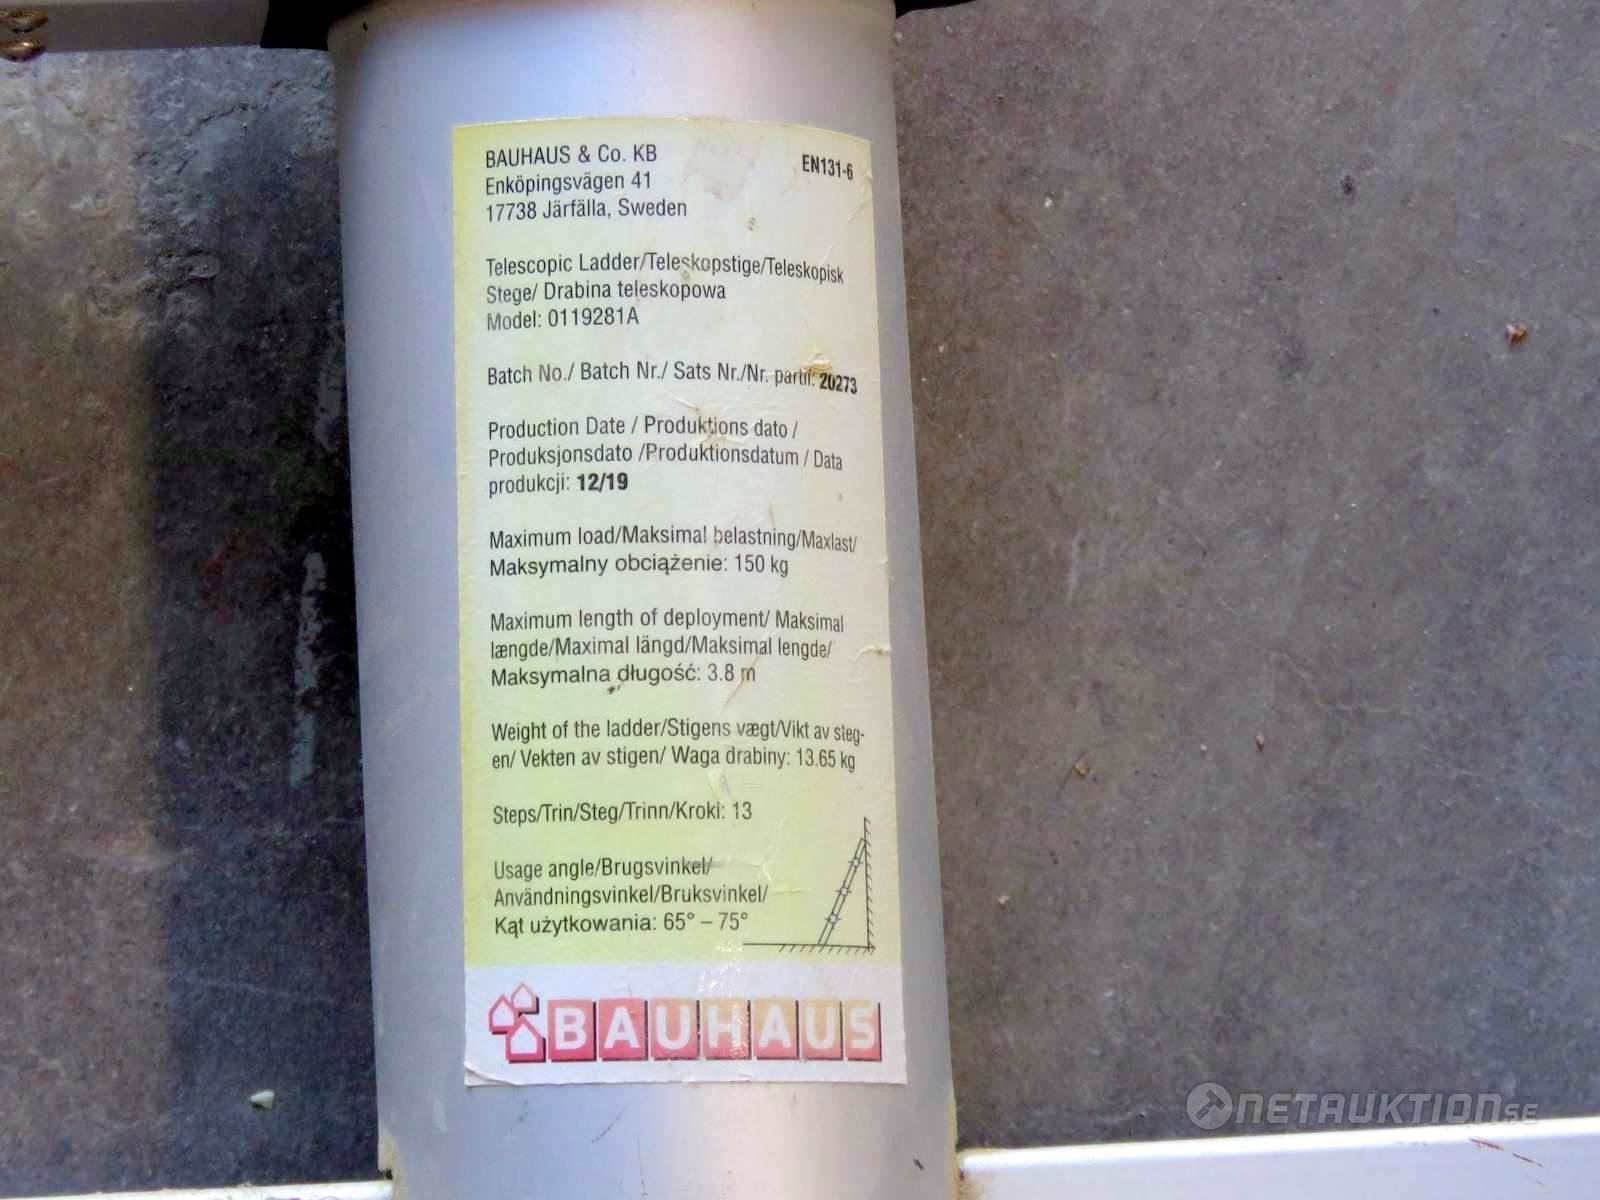 BAUHAUS & Co. KB
EN131-6
Enköpingsvägen 41
17738 Järfälla, Sweden
Telescopic Ladder/Teleskopstige/Teleskopisk
Stege/ Drabina teleskopowa
Model: 0119281A
Batch No./ Batch Nr./ Sats Nr./Nr. partii: 20273
Production Date / Produktions dato /
Produksjonsdato /Produktionsdatum / Data
produkcji: 12/19
Maximum load/Maksimal belastning/Maxlast/
Maksymalny obciążenie: 150 kg
Maximum length of deployment/ Maksimal
længde/Maximal längd/Maksimal lengde/
Maksymalna długość: 3.8 m
Weight of the ladder/Stigens vægt/Vikt av steg-
en/ Vekten av stigen/ Waga drabiny: 13.65 kg
Steps/Trin/Steg/Trinn/Kroki: 13
Usage angle/Brugsvinkel/
Användningsvinkel/Bruksvinkel/
Kąt użytkowania: 65° – 75°
BAUHAUS
NETAUKTION.SE